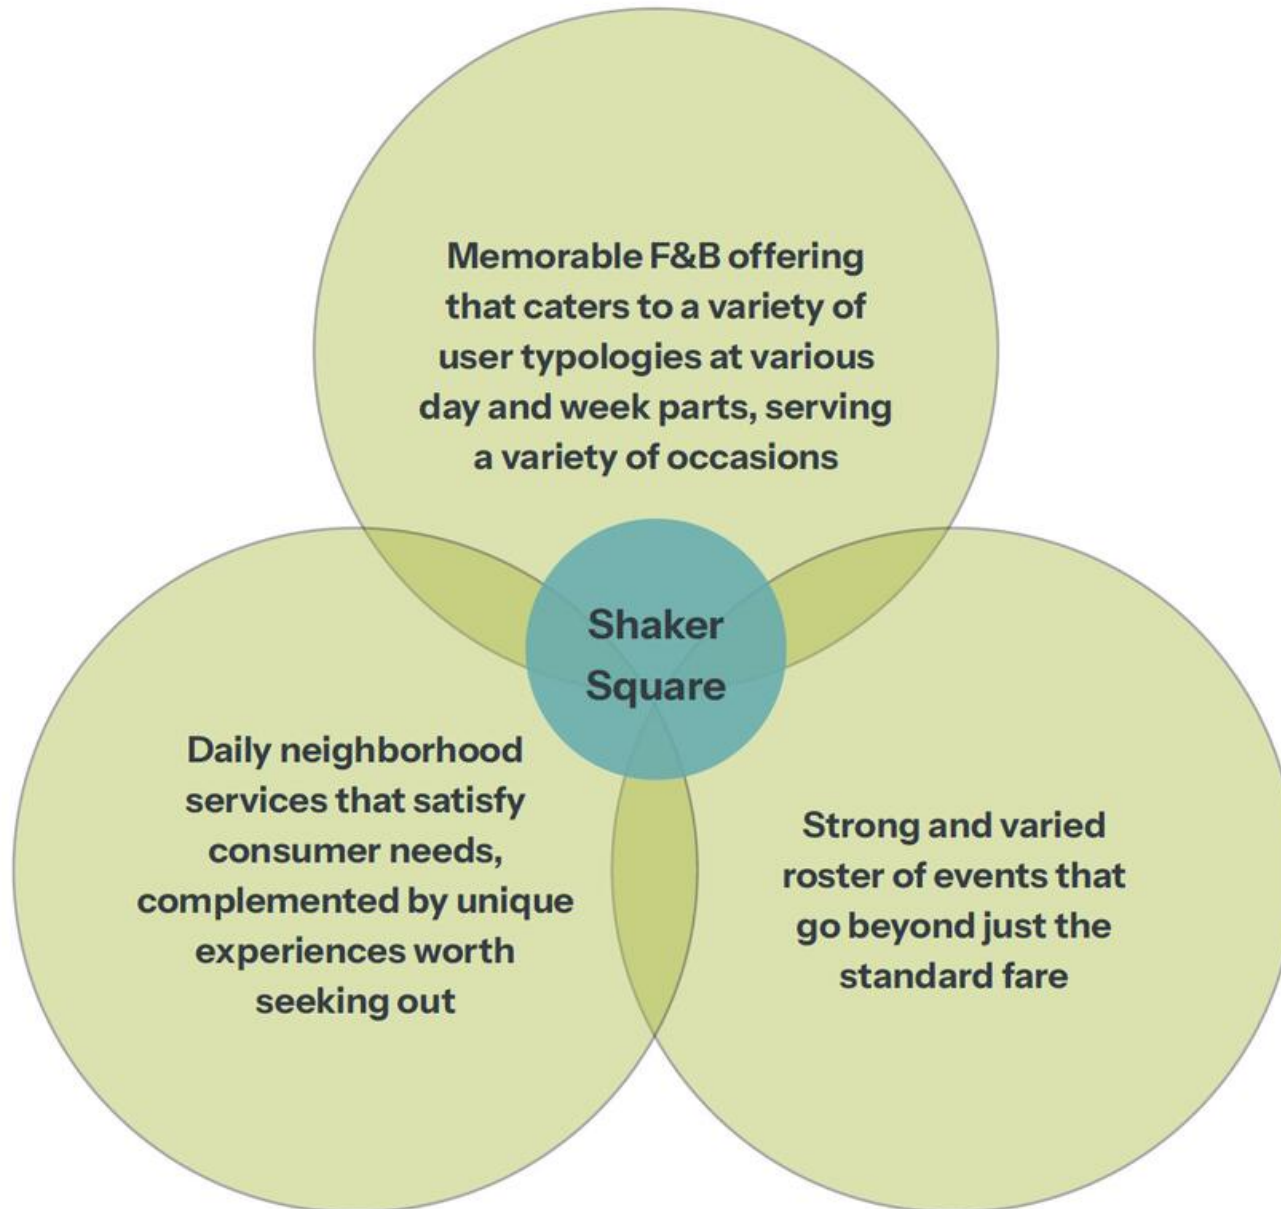 Memorable F&B offering
that caters to a variety of
user typologies at various
day and week parts, serving
a variety of occasions
Shaker
Square
Daily neighborhood
services that satisfy
consumer needs,
complemented by unique
experiences worth
seeking out
Strong and varied
roster of events that
go beyond just the
standard fare